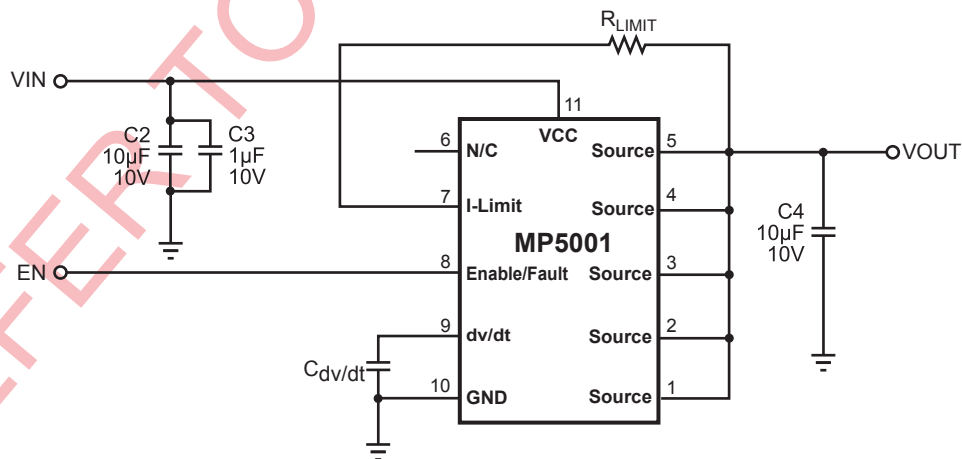 RLIMIT
VIN
11
VCC
C2
10µF
10V
C3
1µF
10V
6
N/C
Source
5
VOUT
7
I-Limit
Source
4
MP5001
C4
10µF
10V
EN
8
Enable/Fault
Source
3
9
dv/dt
Source
2
Cdv/dt
10
GND
Source
1
EFER TO